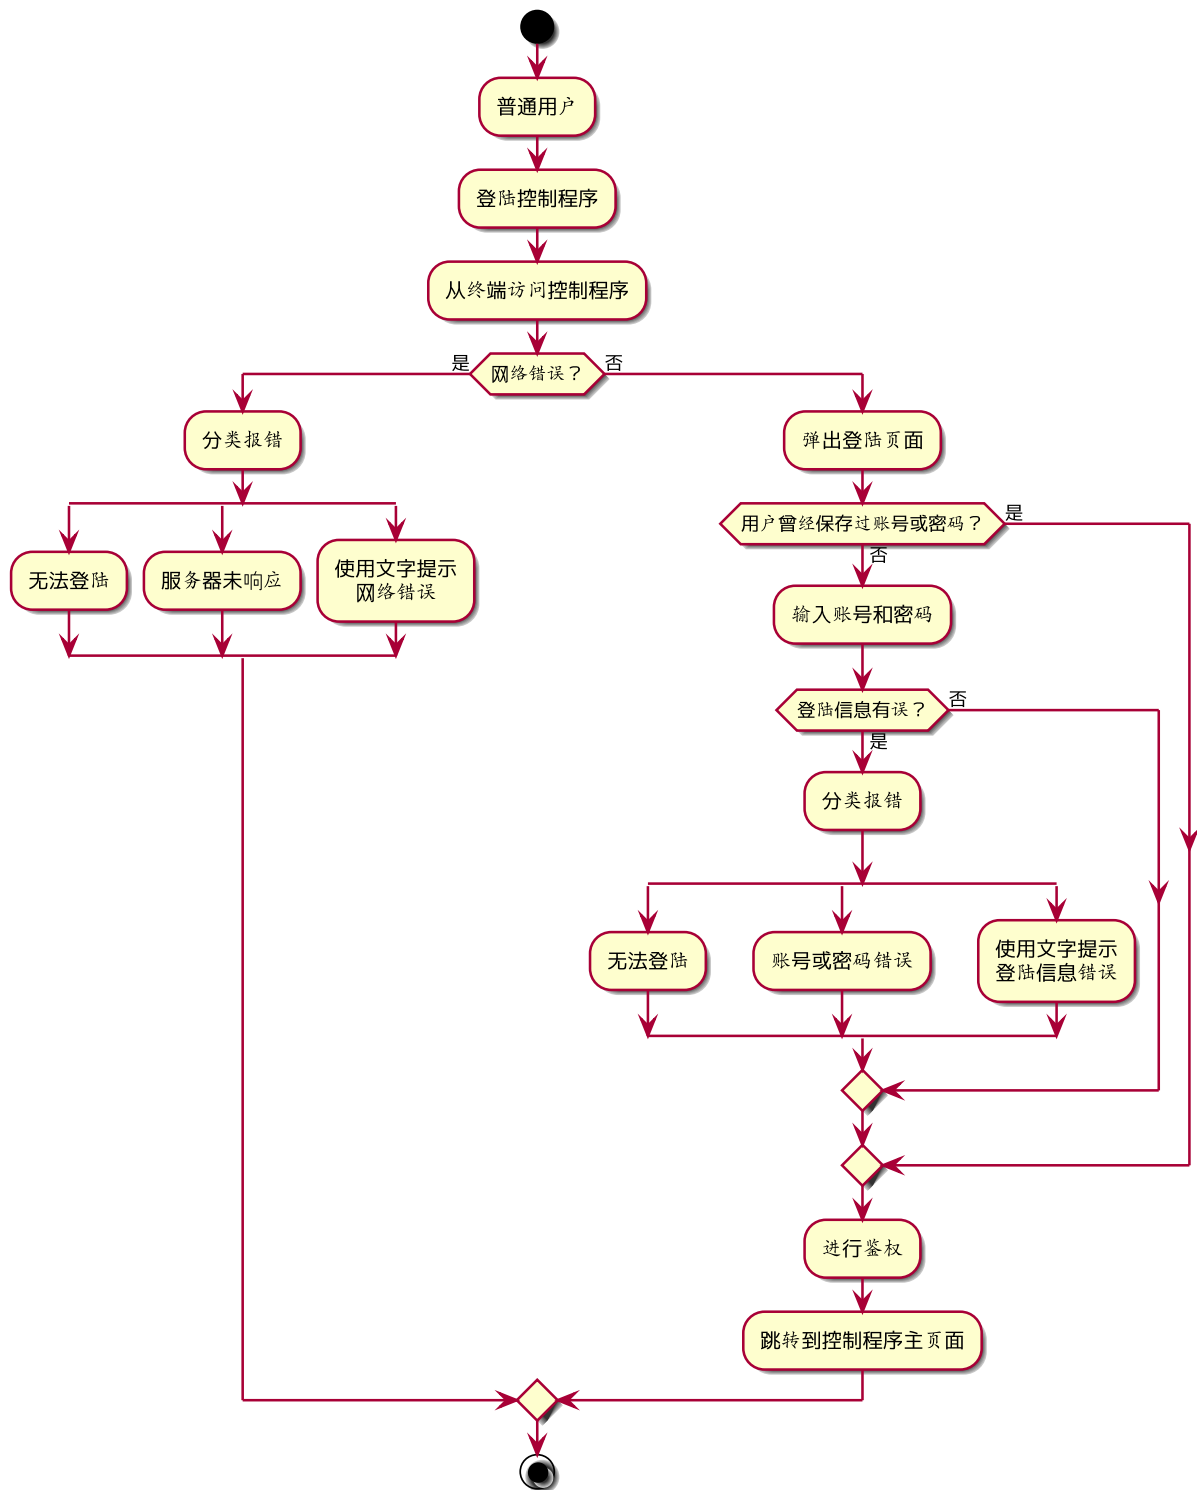 普通用户
登陆控制程序
从终端访问控制程序
是
网络错误？
否
分类报错
无法登陆
服务器未响应
使用文字提示
网络错误
弹出登陆页面
用户曾经保存过账号或密码？
是
否
输入账号和密码
登陆信息有误？
否
是
分类报错
无法登陆
账号或密码错误
使用文字提示
登陆信息错误
进行鉴权
跳转到控制程序主页面